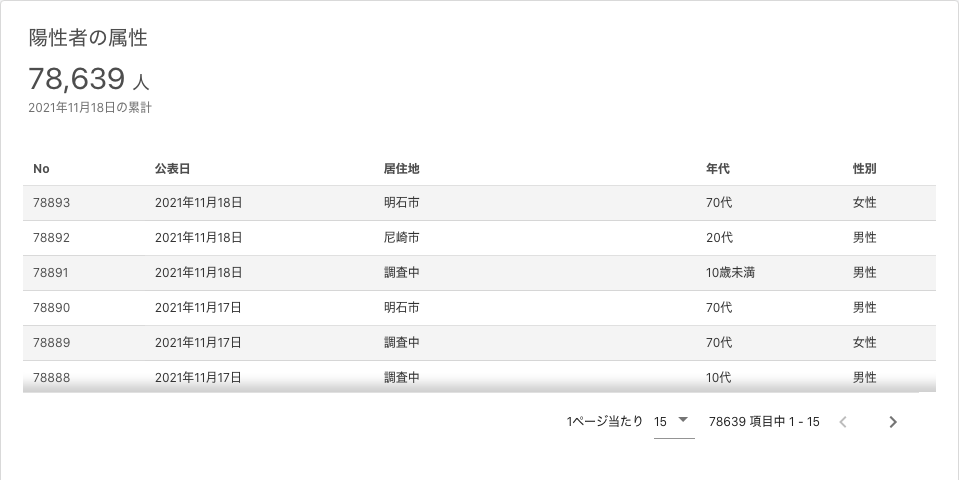 陽性者の属性
78,639 人
2021年11月18日の累計
No 公表日 居住地 年代 性別
78893 2021年11月18日 明石市 70代 女性
78892 2021年11月18日 尼崎市 20代 男性
78891 2021年11月18日 調査中 10歳未満 男性
78890 2021年11月17日 明石市 70代 男性
78889 2021年11月17日 調査中 70代 女性
78888 2021年11月17日 調査中 10代 男性
1ページ当たり 15 78639 項目中 1 - 15